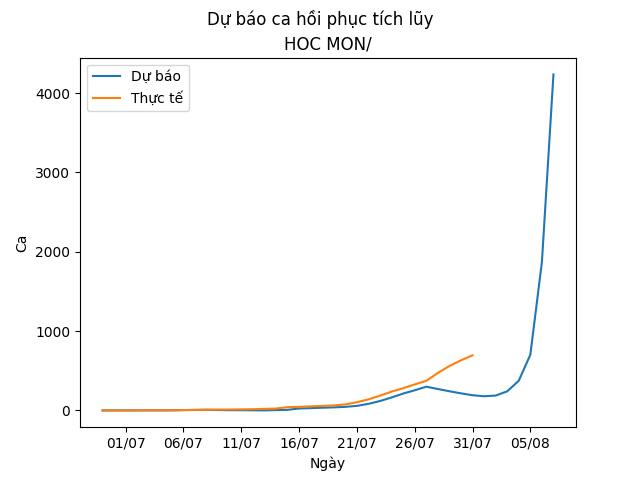 Dự báo ca hồi phục tích lũy
HOC MON/
Dự báo
Thực tế
4000
3000
2000
1000
0
Ca
01/07 06/07 11/07 16/07 21/07 26/07 31/07 05/08
Ngày